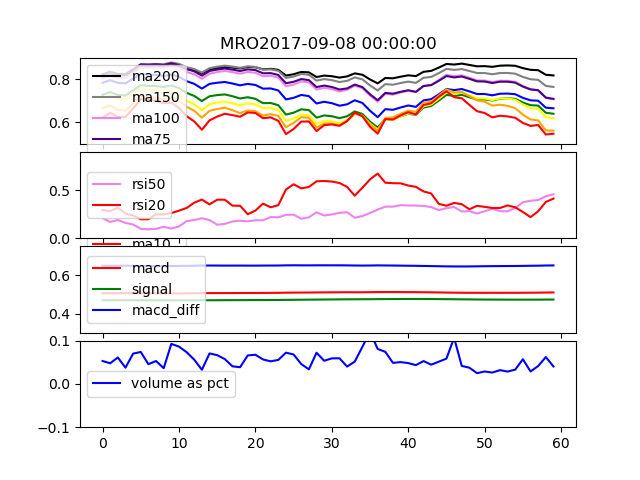 MRO2017-09-08 00:00:00
0.8
0.6
ma200
ma150
ma100
ma75
0.5
0.0
rsi50
rsi20
ma10
0.6
0.4
macd
signal
macd_diff
0.1
0.0
−0.1
volume as pct
0 10 20 30 40 50 60